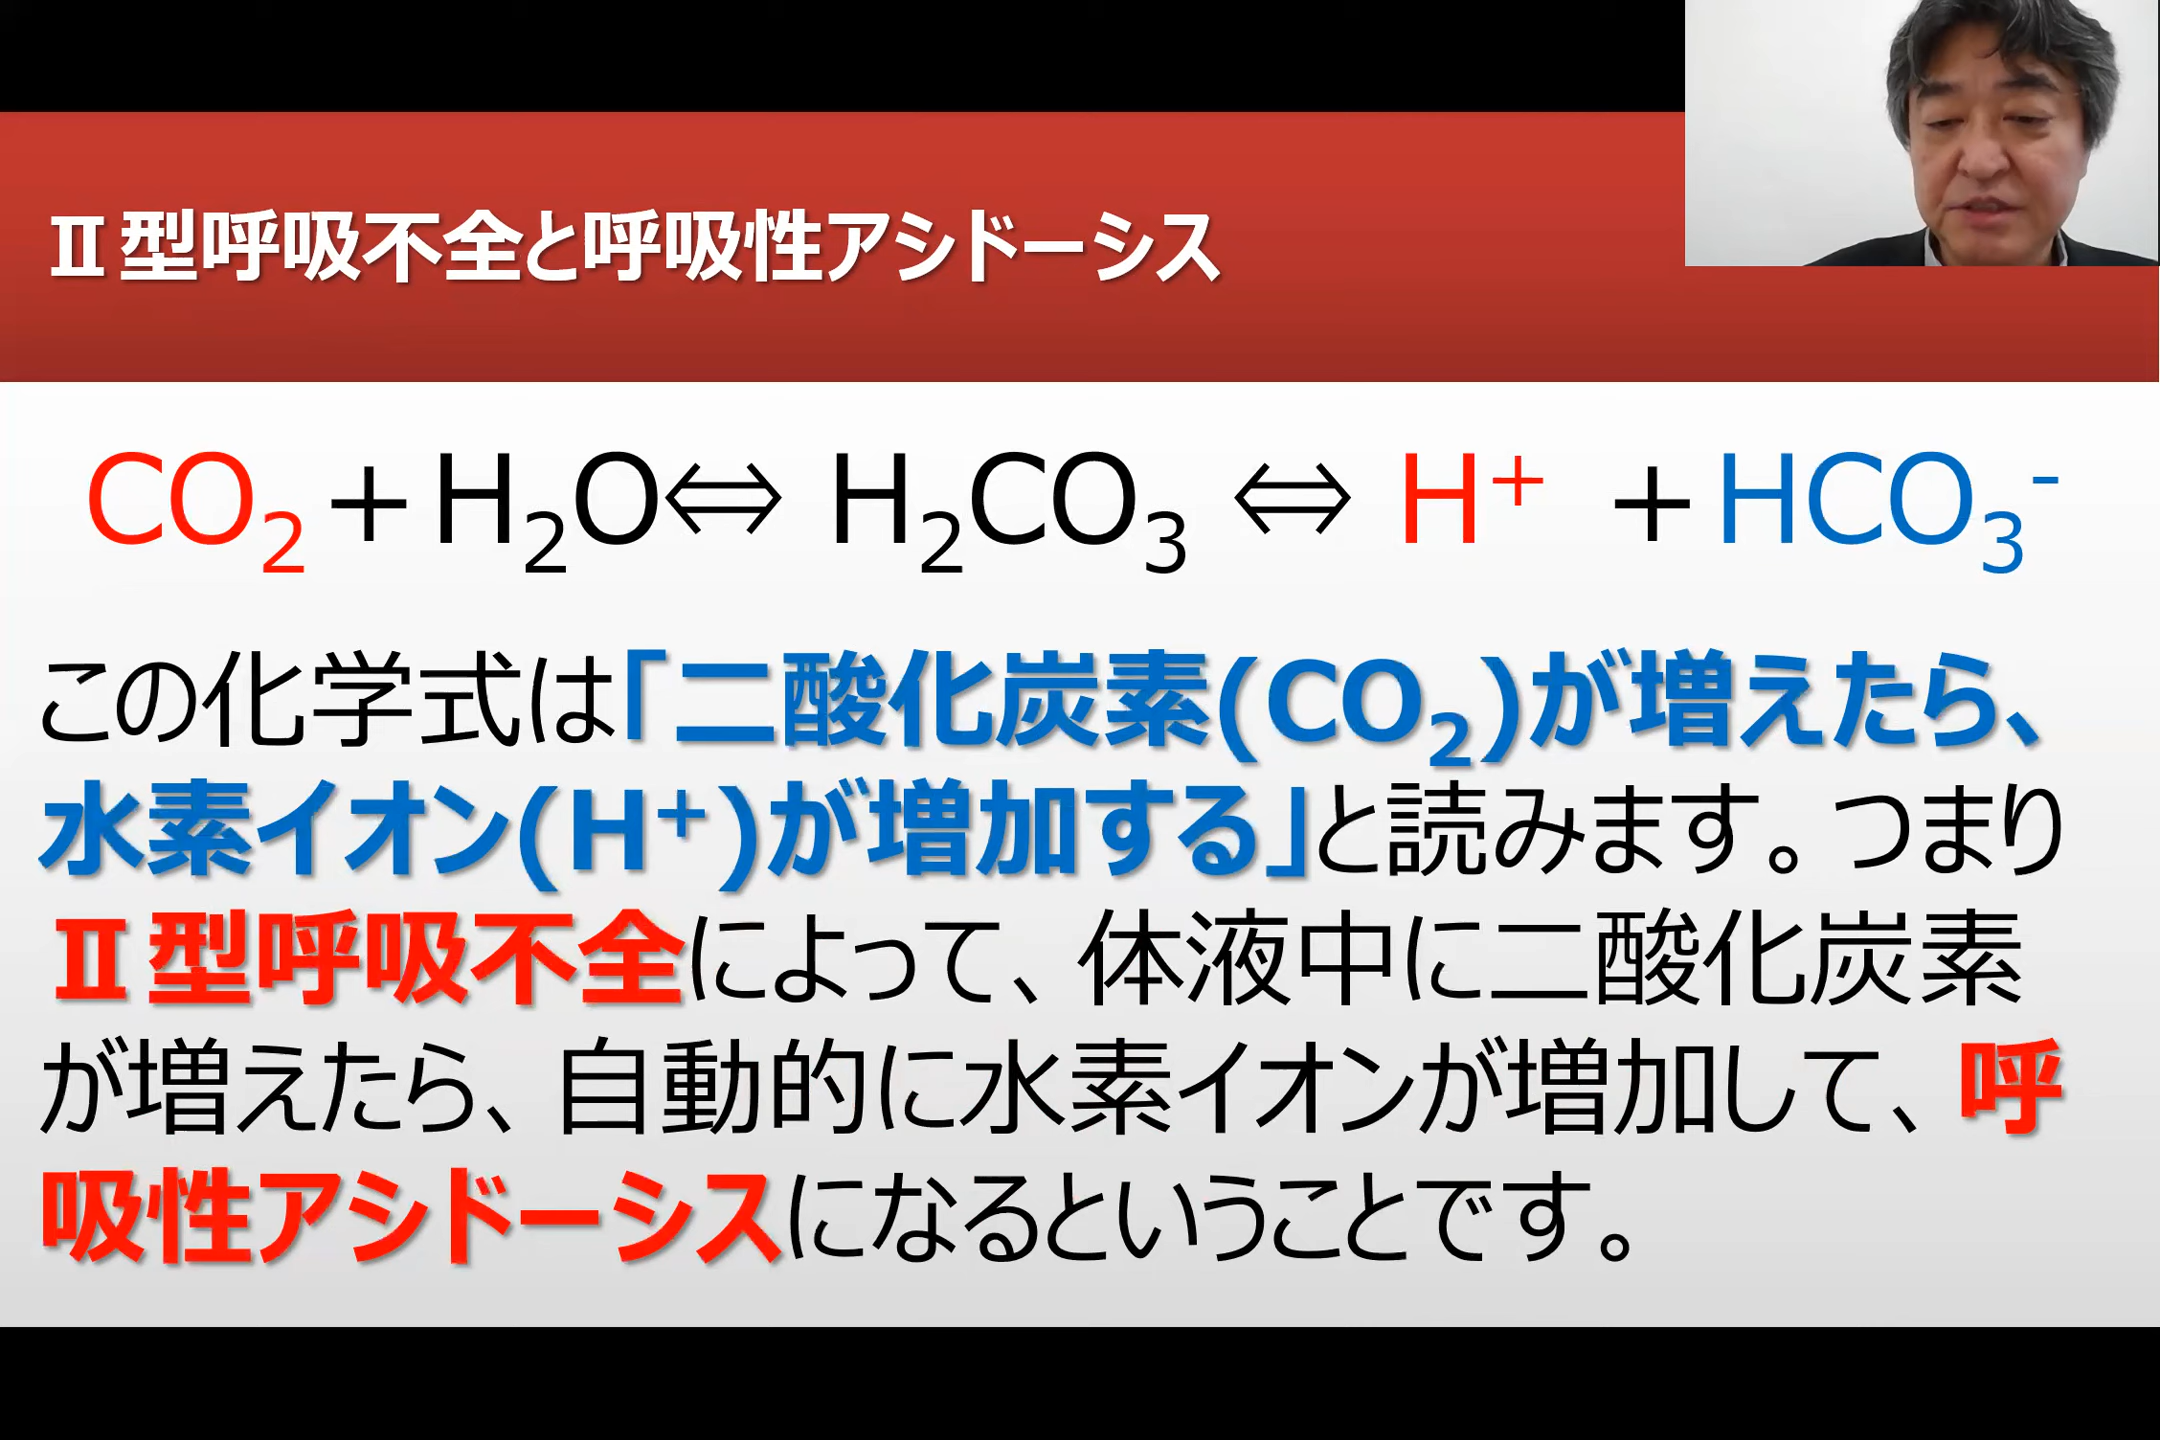 Ⅱ型呼吸不全と呼吸性アシドーシス
CO₂+H₂O⇔ H₂CO₃ ⇔ H⁺ +HCO₃⁻
この化学式は「二酸化炭素(CO₂)が増えたら、
水素イオン(H⁺)が増加する」と読みます。つまり
Ⅱ型呼吸不全によって、体液中に二酸化炭素
が増えたら、自動的に水素イオンが増加して、呼
吸性アシドーシスになるということです。